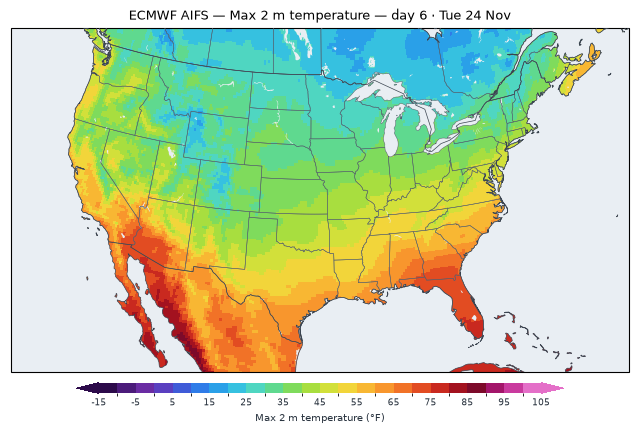 ECMWF AIFS — Max 2 m temperature — day 6 · Tue 24 Nov
-15 -5 5 15 25 35 45 55 65 75 85 95 105
Max 2 m temperature (°F)